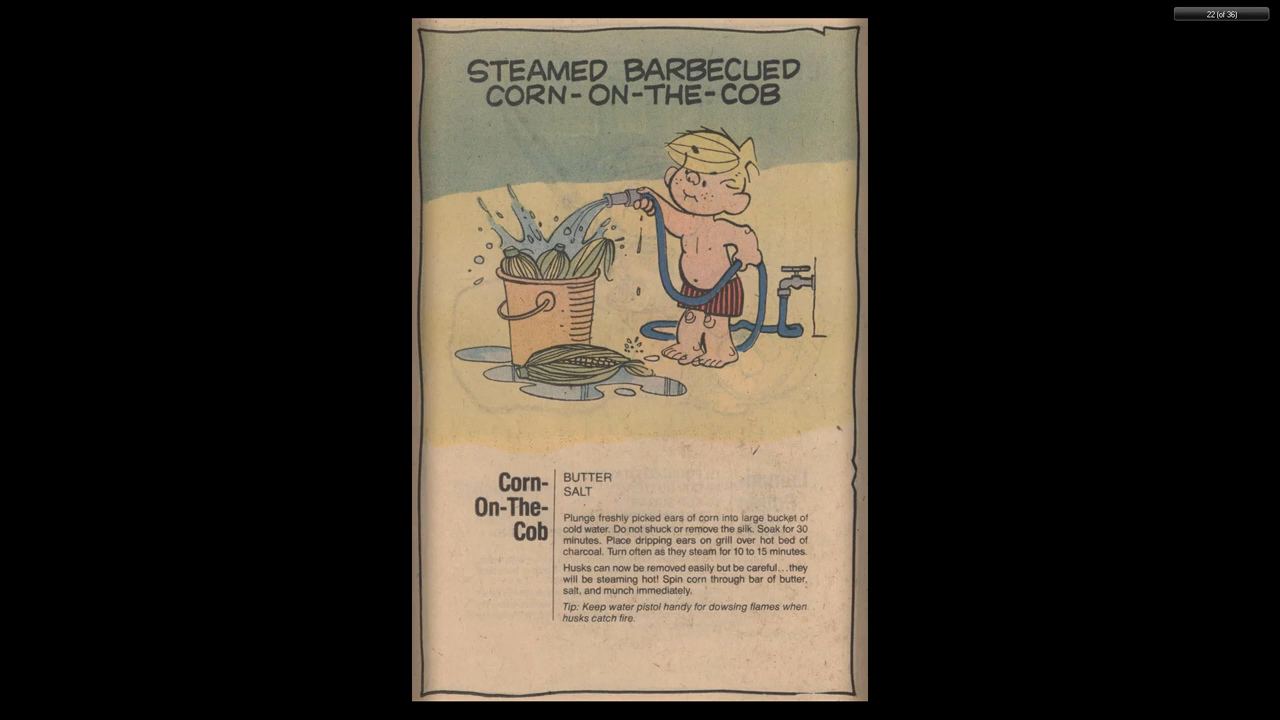 22 (of 36)
STEAMED BARBECUED
CORN-ON-THE-COB
Corn-
On-The-
Cob
BUTTER
SALT
Plunge freshly picked ears of corn into large bucket of
cold water. Do not shuck or remove the silk. Soak for 30
minutes. Place dripping ears on grill over hot bed of
charcoal. Turn often as they steam for 10 to 15 minutes.
Husks can now be removed easily but be careful...they
will be steaming hot! Spin corn through bar of butter,
salt, and munch immediately.
Tip: Keep water pistol handy for dowsing flames when
husks catch fire.